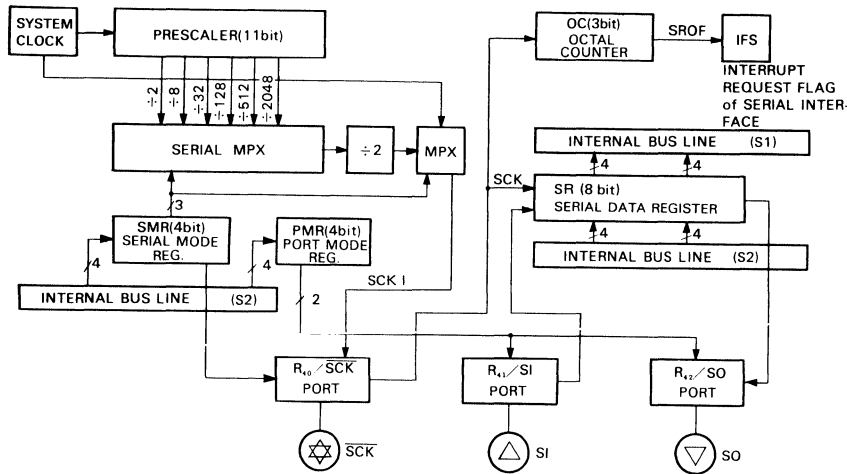 SYSTEM
CLOCK
PRESCALER(11bit)
÷2
÷8
÷32
÷128
÷512
÷2048
SERIAL MPX
÷2
MPX
3
SMR(4bit)
SERIAL MODE
REG.
PMR(4bit)
PORT MODE
REG.
4
4
INTERNAL BUS LINE (S2)
2
SCK I
OC(3bit)
OCTAL
COUNTER
SROF
IFS
INTERRUPT
REQUEST FLAG
of SERIAL INTER-
FACE
INTERNAL BUS LINE (S1)
4
4
SCK
SR (8 bit)
SERIAL DATA REGISTER
4
4
INTERNAL BUS LINE (S2)
R₄₀/S̅C̅K̅
PORT
R₄₁/SI
PORT
R₄₂/SO
PORT
S̅C̅K̅
SI
SO